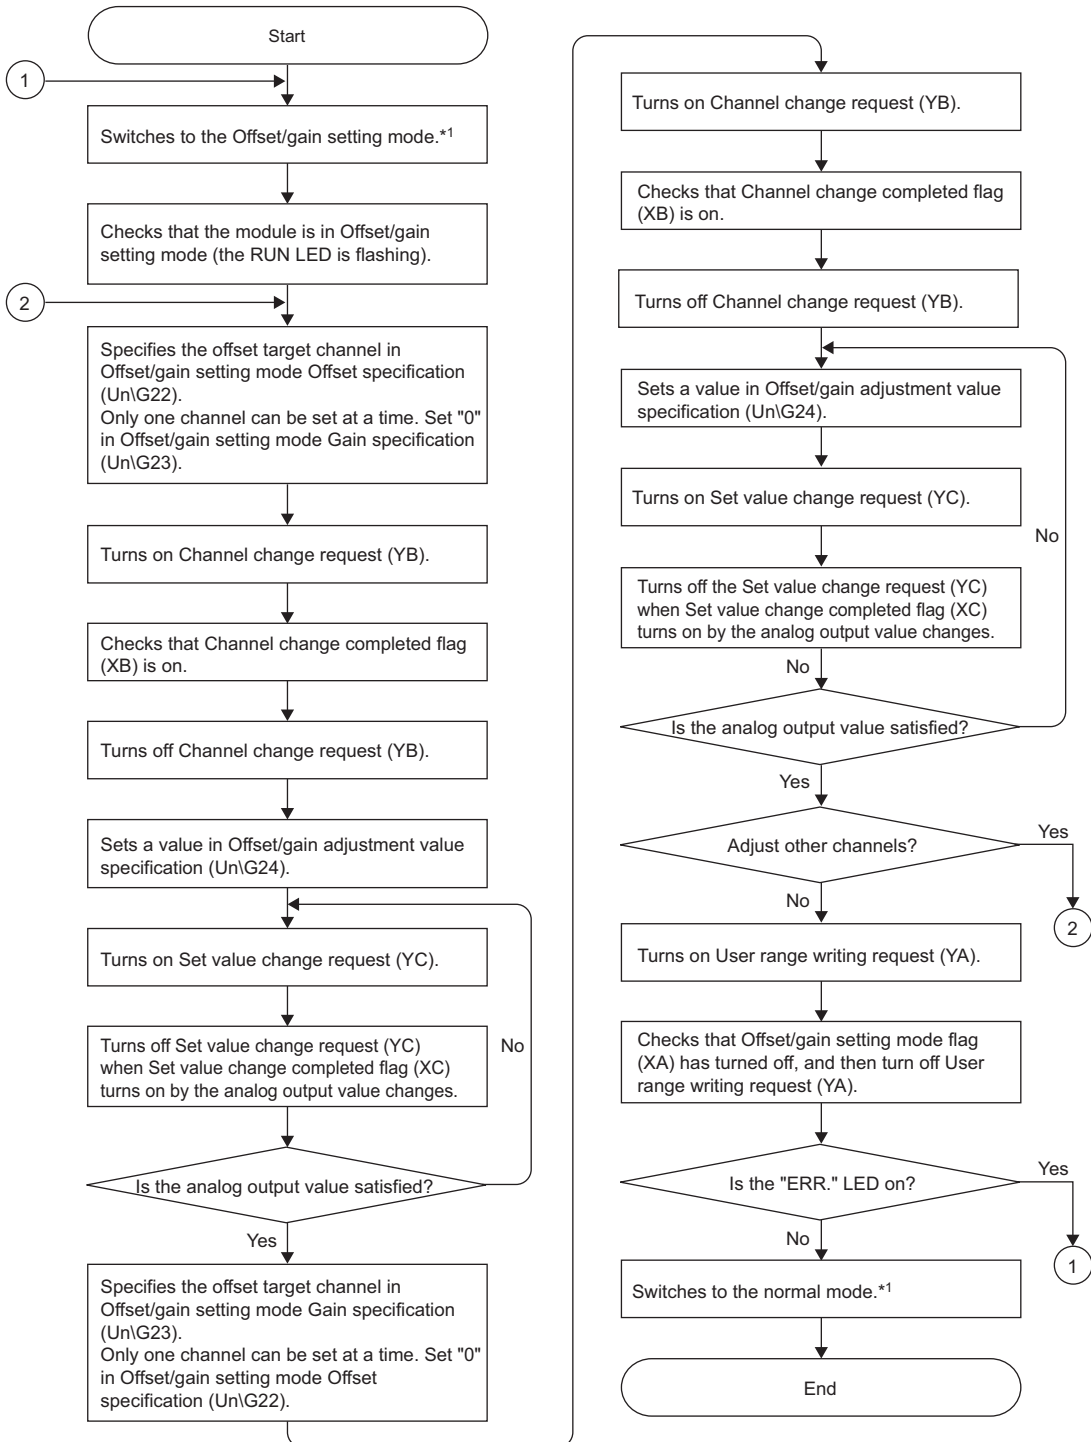 Start
1
Switches to the Offset/gain setting mode.*1
Checks that the module is in Offset/gain
setting mode (the RUN LED is flashing).
2
Specifies the offset target channel in
Offset/gain setting mode Offset specification
(Un\G22).
Only one channel can be set at a time. Set "0"
in Offset/gain setting mode Gain specification
(Un\G23).
Turns on Channel change request (YB).
Checks that Channel change completed flag
(XB) is on.
Turns off Channel change request (YB).
Sets a value in Offset/gain adjustment value
specification (Un\G24).
Turns on Set value change request (YC).
Turns off Set value change request (YC)
when Set value change completed flag (XC)
turns on by the analog output value changes.
No
Is the analog output value satisfied?
Yes
Specifies the offset target channel in
Offset/gain setting mode Gain specification
(Un\G23).
Only one channel can be set at a time. Set "0"
in Offset/gain setting mode Offset
specification (Un\G22).
Turns on Channel change request (YB).
Checks that Channel change completed flag
(XB) is on.
Turns off Channel change request (YB).
Sets a value in Offset/gain adjustment value
specification (Un\G24).
Turns on Set value change request (YC).
No
Turns off the Set value change request (YC)
when Set value change completed flag (XC)
turns on by the analog output value changes.
No
Is the analog output value satisfied?
Yes
Adjust other channels?
Yes
2
No
Turns on User range writing request (YA).
Checks that Offset/gain setting mode flag
(XA) has turned off, and then turn off User
range writing request (YA).
Is the "ERR." LED on?
Yes
1
No
Switches to the normal mode.*1
End